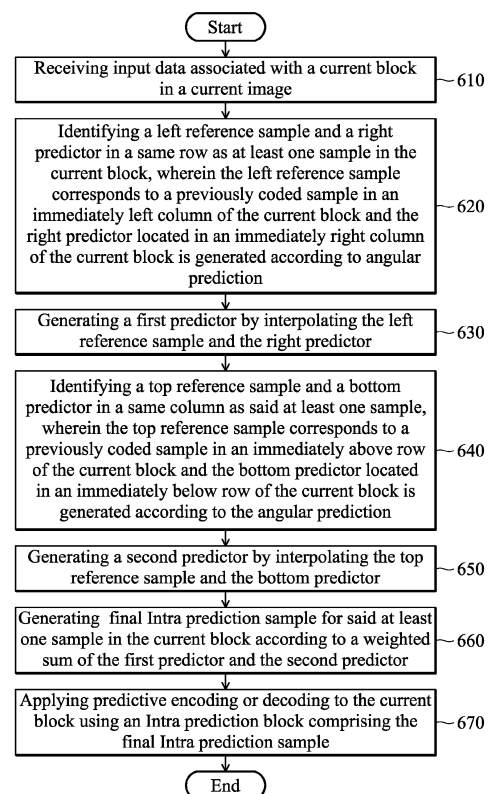 Start
Receiving input data associated with a current block
in a current image
610
Identifying a left reference sample and a right
predictor in a same row as at least one sample in the
current block, wherein the left reference sample
corresponds to a previously coded sample in an
immediately left column of the current block and the
right predictor located in an immediately right column
of the current block is generated according to angular
prediction
620
Generating a first predictor by interpolating the left
reference sample and the right predictor
630
Identifying a top reference sample and a bottom
predictor in a same column as said at least one sample,
wherein the top reference sample corresponds to a
previously coded sample in an immediately above row
of the current block and the bottom predictor located
in an immediately below row of the current block is
generated according to the angular prediction
640
Generating a second predictor by interpolating the top
reference sample and the bottom predictor
650
Generating final Intra prediction sample for said at least
one sample in the current block according to a weighted
sum of the first predictor and the second predictor
660
Applying predictive encoding or decoding to the current
block using an Intra prediction block comprising the
final Intra prediction sample
670
End